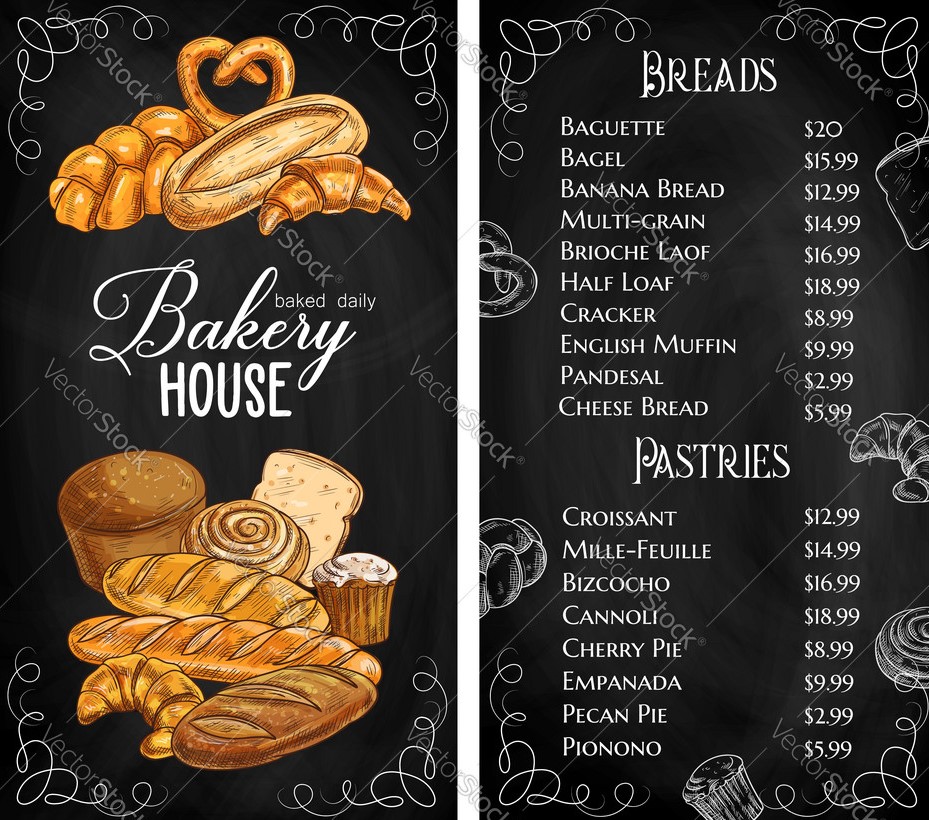 baked daily
Bakery
HOUSE
BREADS
BAGUETTE $20
BAGEL $15.99
BANANA BREAD $12.99
MULTI-GRAIN $14.99
BRIOCHE LAOF $16.99
HALF LOAF $18.99
CRACKER $8.99
ENGLISH MUFFIN $9.99
PANDESAL $2.99
CHEESE BREAD $5.99
PASTRIES
CROISSANT $12.99
MILLE-FEUILLE $14.99
BIZCOCHO $16.99
CANNOLI $18.99
CHERRY PIE $8.99
EMPANADA $9.99
PECAN PIE $2.99
PIONONO $5.99
VectorStock®